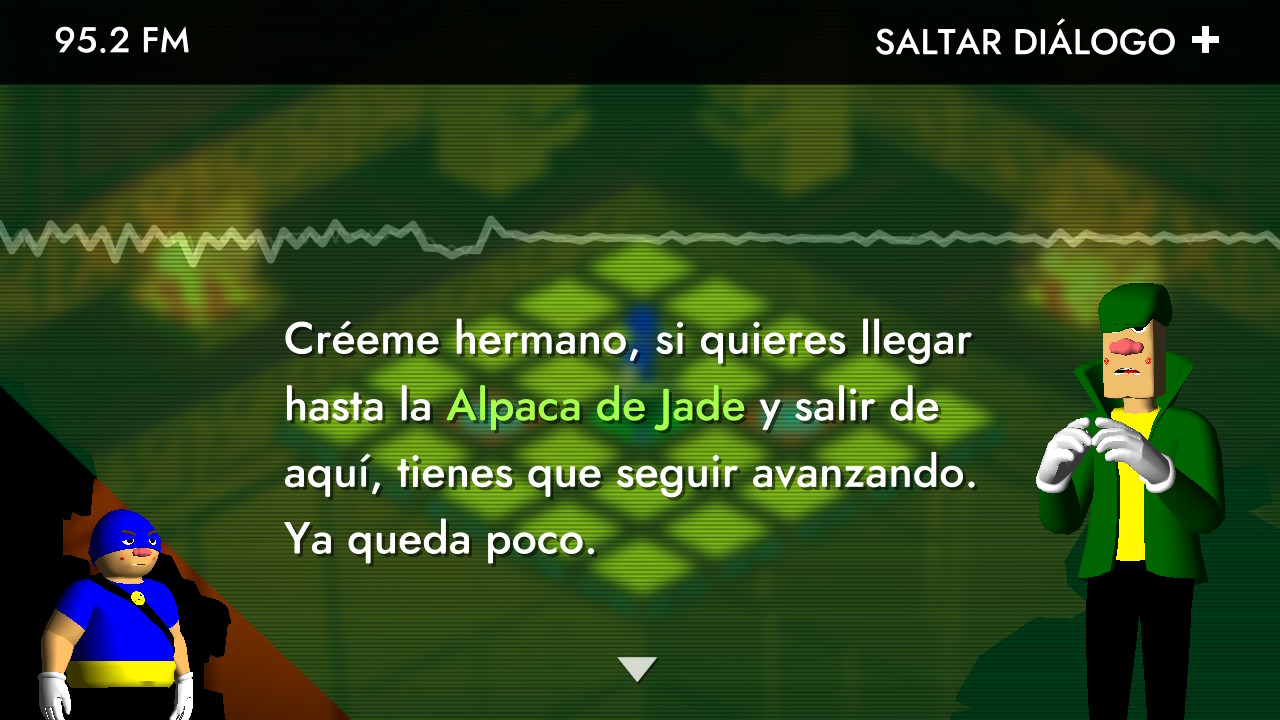 95.2 FM
SALTAR DIÁLOGO +
Créeme hermano, si quieres llegar
hasta la Alpaca de Jade y salir de
aquí, tienes que seguir avanzando.
Ya queda poco.